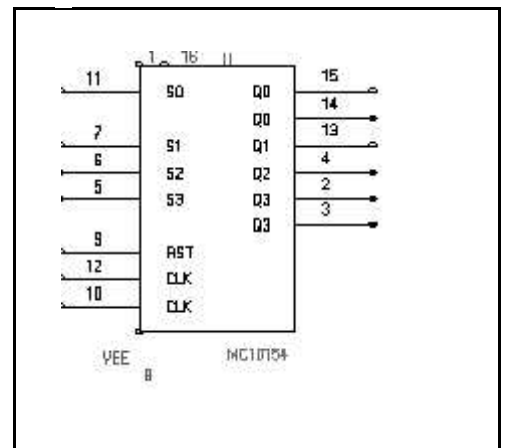 1 16 U
11 S0 Q0 15
Q0 14
7 S1 Q1 13
6 S2 Q2 4
5 S3 Q3 2
Q3 3
9 RST
12 CLK
10 CLK
VEE MC10154
8